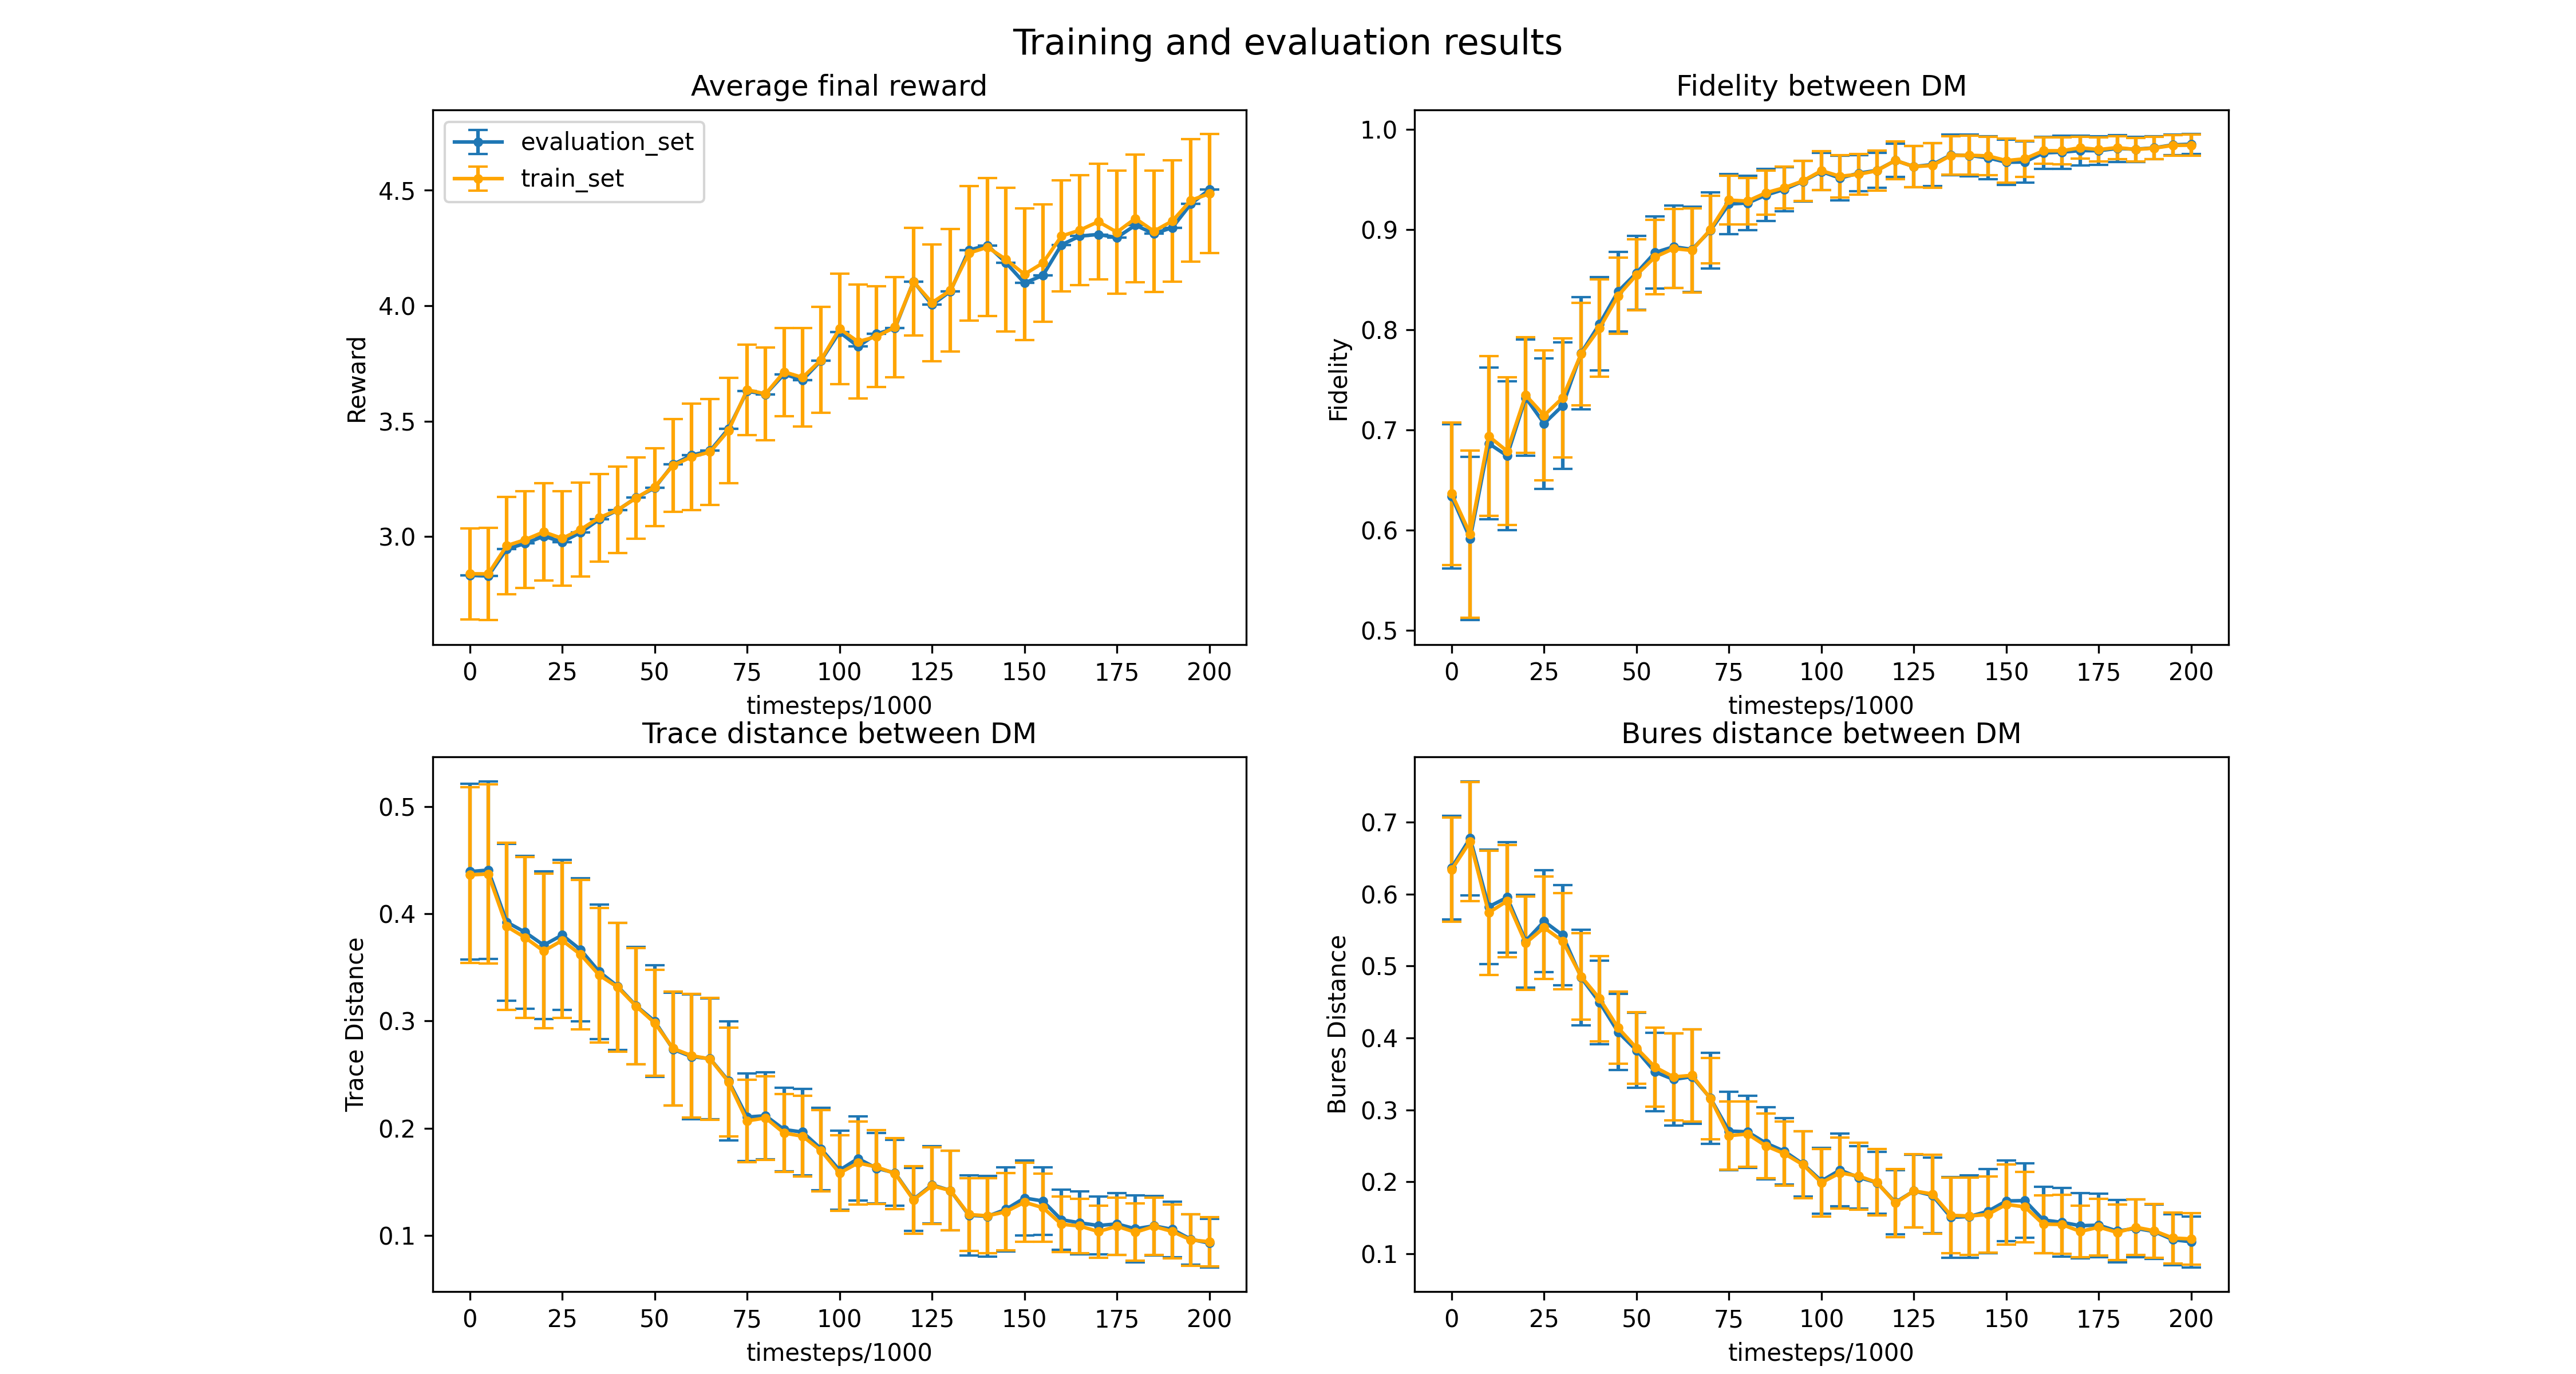 Training and evaluation results
Average final reward
evaluation_set
train_set
Reward
4.5
4.0
3.5
3.0
0 25 50 75 100 125 150 175 200
timesteps/1000
Fidelity between DM
Fidelity
1.0
0.9
0.8
0.7
0.6
0.5
0 25 50 75 100 125 150 175 200
timesteps/1000
Trace distance between DM
Trace Distance
0.5
0.4
0.3
0.2
0.1
0 25 50 75 100 125 150 175 200
timesteps/1000
Bures distance between DM
Bures Distance
0.7
0.6
0.5
0.4
0.3
0.2
0.1
0 25 50 75 100 125 150 175 200
timesteps/1000